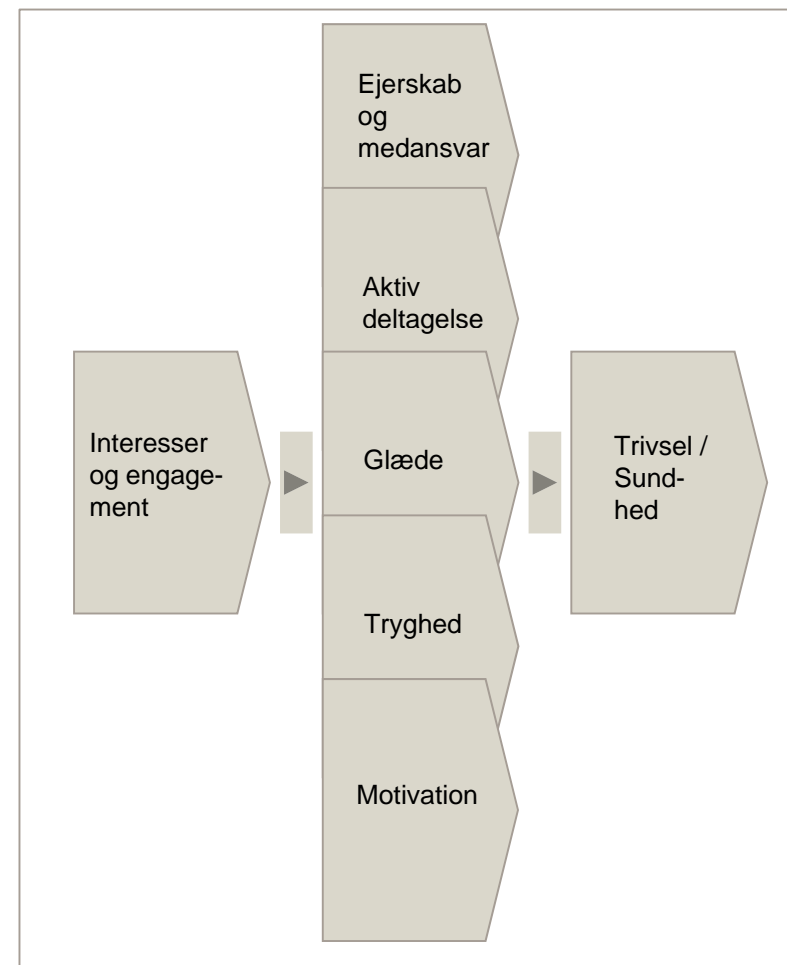 Ejerskab
og
medansvar
Aktiv
deltagelse
Interesser
og engage-
ment
Glæde
Trivsel /
Sund-
hed
Tryghed
Motivation